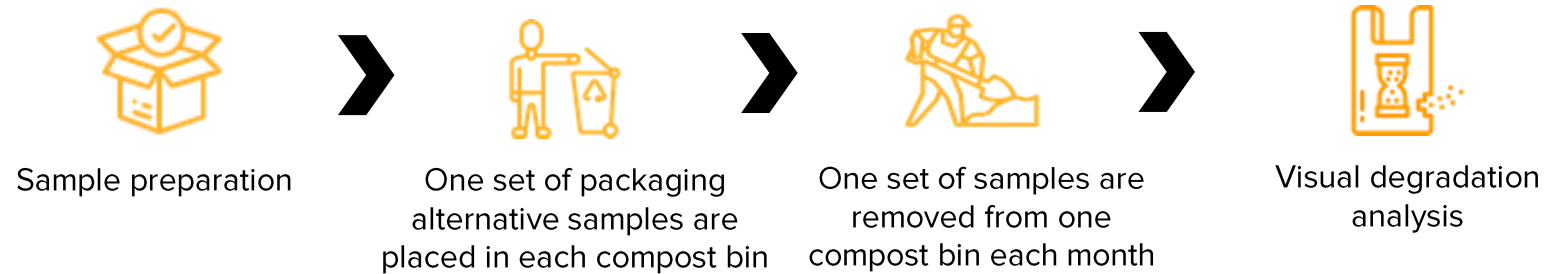 Sample preparation
One set of packaging
alternative samples are
placed in each compost bin
One set of samples are
removed from one
compost bin each month
Visual degradation
analysis